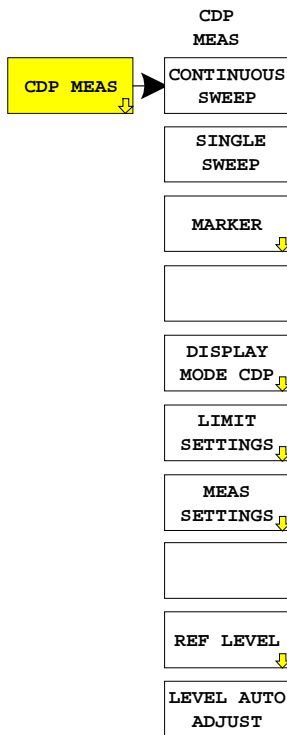 CDP
MEAS
CDP MEAS
CONTINUOUS
SWEEP
SINGLE
SWEEP
MARKER
DISPLAY
MODE CDP
LIMIT
SETTINGS
MEAS
SETTINGS
REF LEVEL
LEVEL AUTO
ADJUST